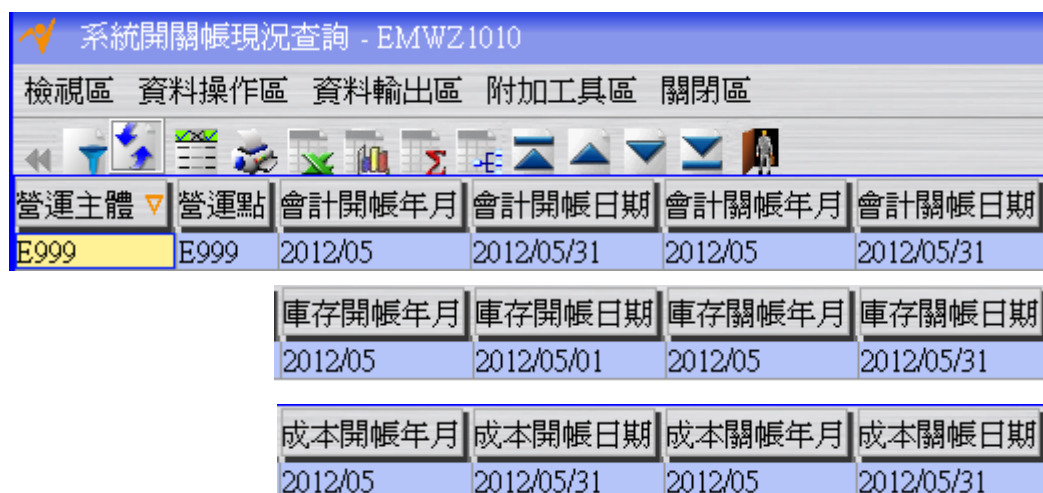 系統開關帳現況查詢 - EMWZ1010
檢視區 資料操作區 資料輸出區 附加工具區 關閉區
營運主體 營運點 會計開帳年月 會計開帳日期 會計關帳年月 會計關帳日期
E999 E999 2012/05 2012/05/31 2012/05 2012/05/31
庫存開帳年月 庫存開帳日期 庫存關帳年月 庫存關帳日期
2012/05 2012/05/01 2012/05 2012/05/31
成本開帳年月 成本開帳日期 成本關帳年月 成本關帳日期
2012/05 2012/05/31 2012/05 2012/05/31